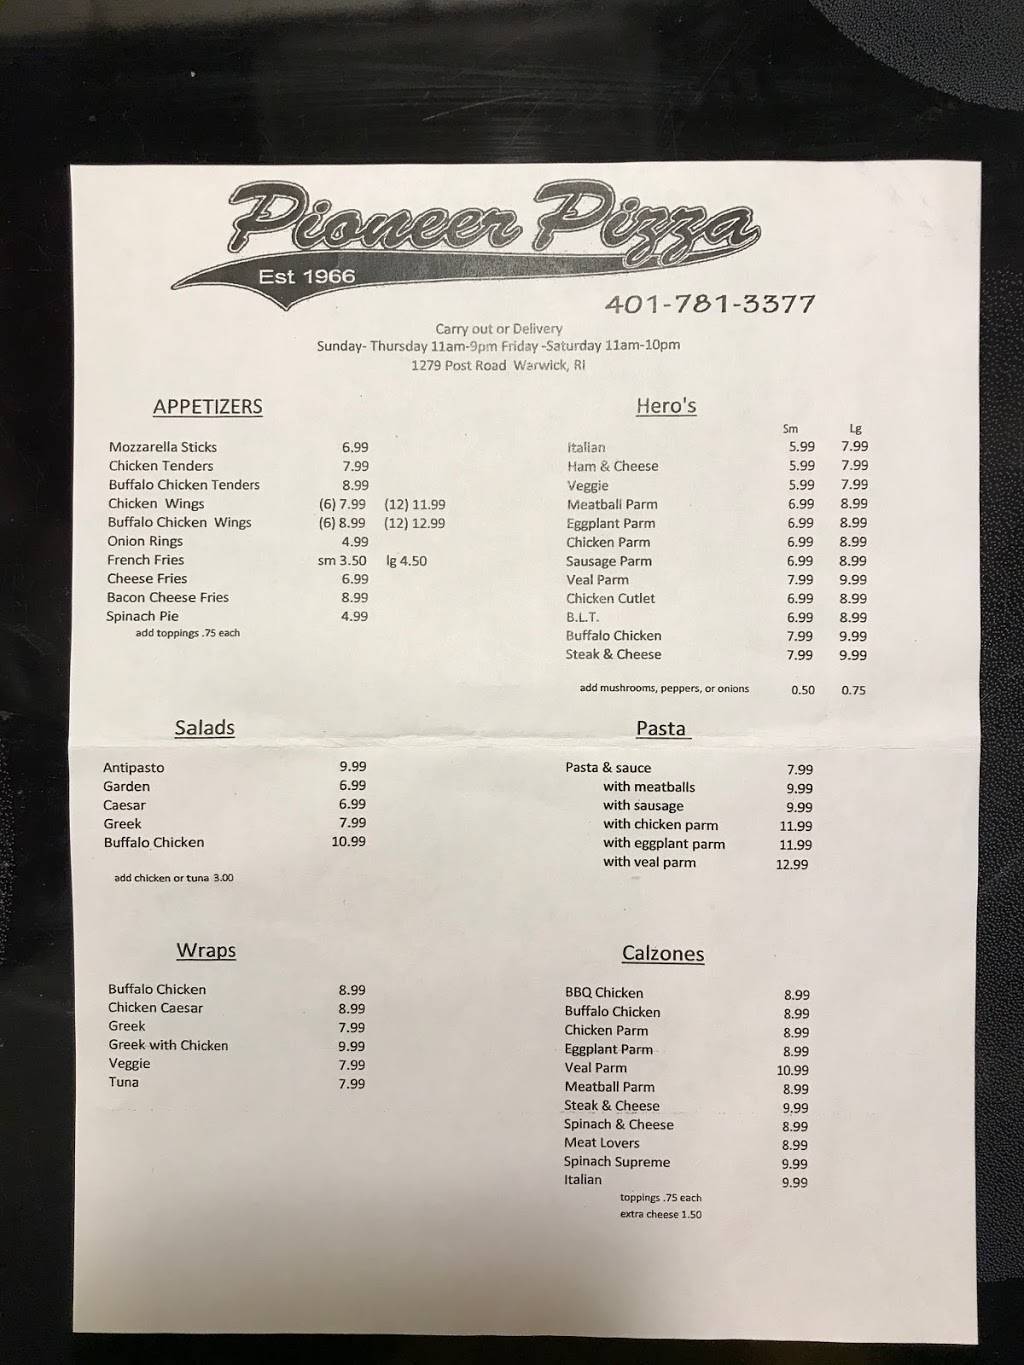 Pioneer Pizza
Est 1966
401-781-3377
Carry out or Delivery
Sunday- Thursday 11am-9pm Friday -Saturday 11am-10pm
1279 Post Road Warwick, RI
APPETIZERS
Mozzarella Sticks 6.99
Chicken Tenders 7.99
Buffalo Chicken Tenders 8.99
Chicken Wings (6) 7.99 (12) 11.99
Buffalo Chicken Wings (6) 8.99 (12) 12.99
Onion Rings 4.99
French Fries sm 3.50 lg 4.50
Cheese Fries 6.99
Bacon Cheese Fries 8.99
Spinach Pie 4.99
add toppings .75 each
Hero's
Sm Lg
Italian 5.99 7.99
Ham & Cheese 5.99 7.99
Veggie 5.99 7.99
Meatball Parm 6.99 8.99
Eggplant Parm 6.99 8.99
Chicken Parm 6.99 8.99
Sausage Parm 6.99 8.99
Veal Parm 7.99 9.99
Chicken Cutlet 6.99 8.99
B.L.T. 6.99 8.99
Buffalo Chicken 7.99 9.99
Steak & Cheese 7.99 9.99
add mushrooms, peppers, or onions 0.50 0.75
Salads
Antipasto 9.99
Garden 6.99
Caesar 6.99
Greek 7.99
Buffalo Chicken 10.99
add chicken or tuna 3.00
Pasta
Pasta & sauce 7.99
with meatballs 9.99
with sausage 9.99
with chicken parm 11.99
with eggplant parm 11.99
with veal parm 12.99
Wraps
Buffalo Chicken 8.99
Chicken Caesar 8.99
Greek 7.99
Greek with Chicken 9.99
Veggie 7.99
Tuna 7.99
Calzones
BBQ Chicken 8.99
Buffalo Chicken 8.99
Chicken Parm 8.99
Eggplant Parm 8.99
Veal Parm 10.99
Meatball Parm 8.99
Steak & Cheese 9.99
Spinach & Cheese 8.99
Meat Lovers 8.99
Spinach Supreme 9.99
Italian 9.99
toppings .75 each
extra cheese 1.50